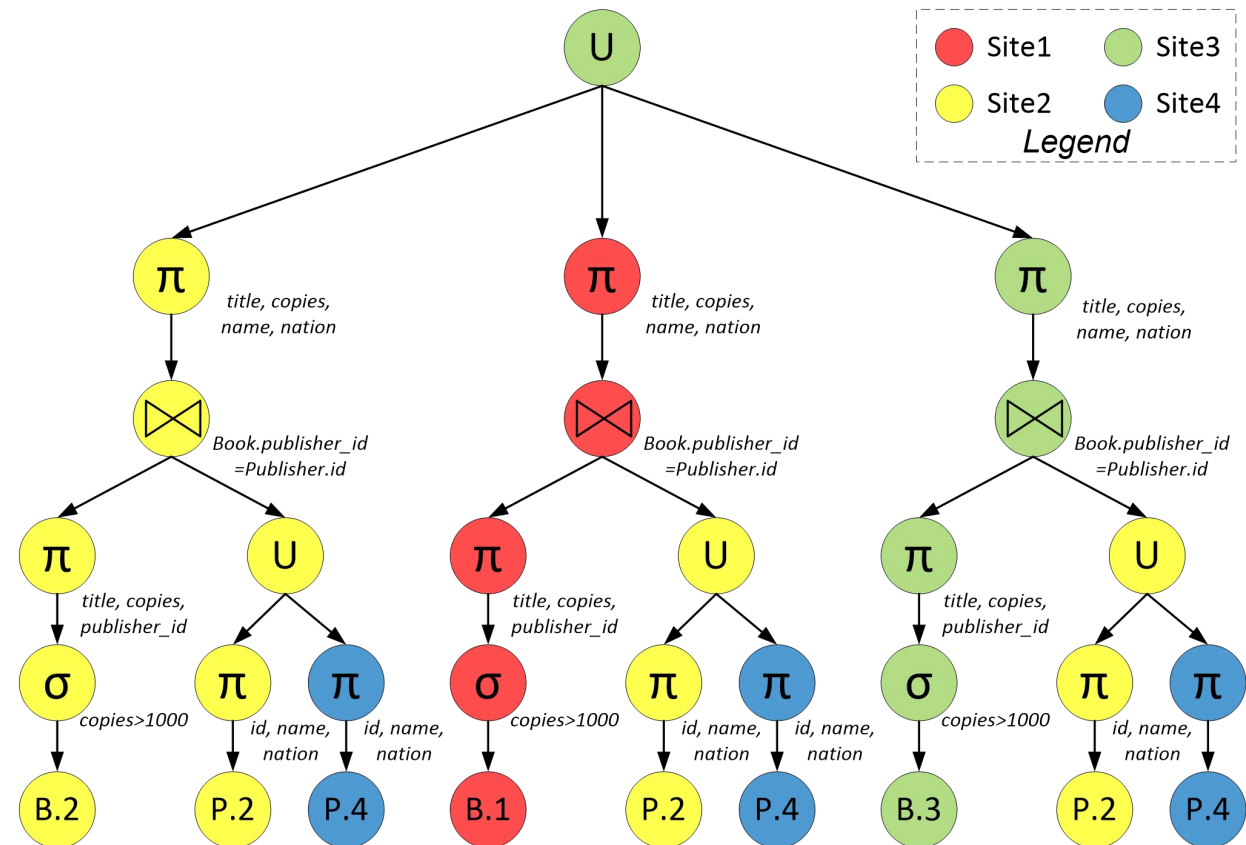 U
Site1
Site3
Site2
Site4
Legend
π
title, copies,
name, nation
π
title, copies,
name, nation
π
title, copies,
name, nation
⋈
Book.publisher_id
=Publisher.id
⋈
Book.publisher_id
=Publisher.id
⋈
Book.publisher_id
=Publisher.id
π
title, copies,
publisher_id
U
π
title, copies,
publisher_id
U
π
title, copies,
publisher_id
U
σ
copies>1000
π
id, name,
nation
π
id, name,
nation
σ
copies>1000
π
id, name,
nation
π
id, name,
nation
σ
copies>1000
π
id, name,
nation
π
id, name,
nation
B.2
P.2
P.4
B.1
P.2
P.4
B.3
P.2
P.4